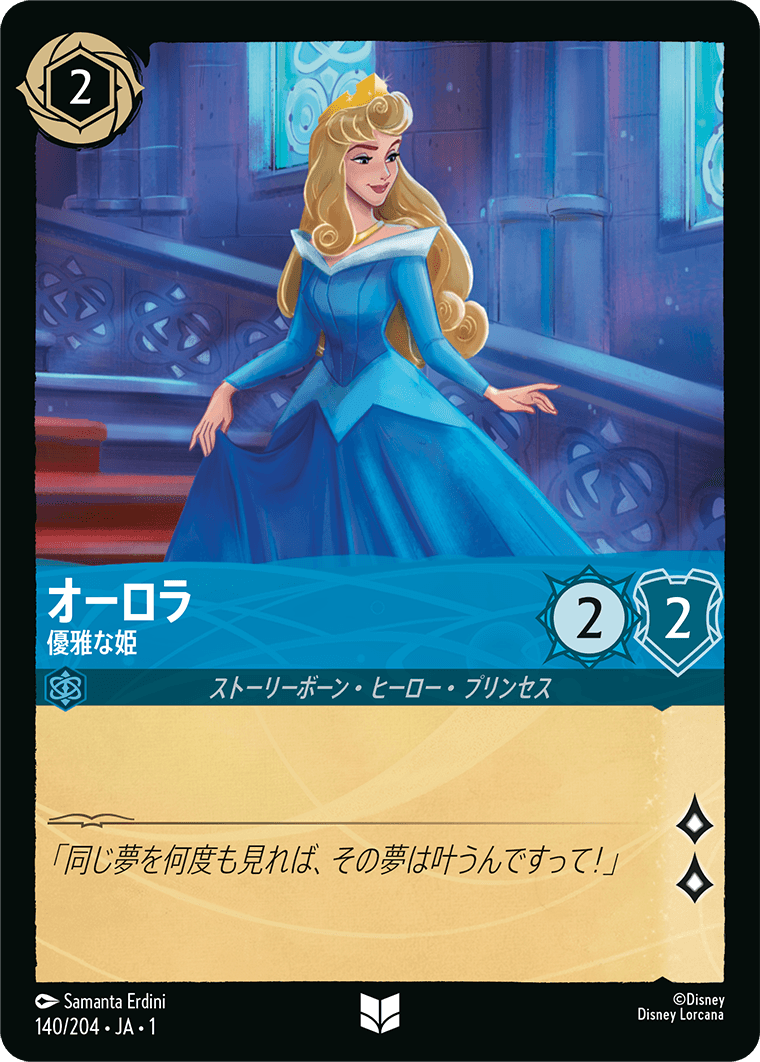 2
オーロラ
優雅な姫
2
2
ストーリーボーン・ヒーロー・プリンセス
「同じ夢を何度も見れば、その夢は叶うんですって！」
Samanta Erdini
140/204・JA・1
©Disney
Disney Lorcana